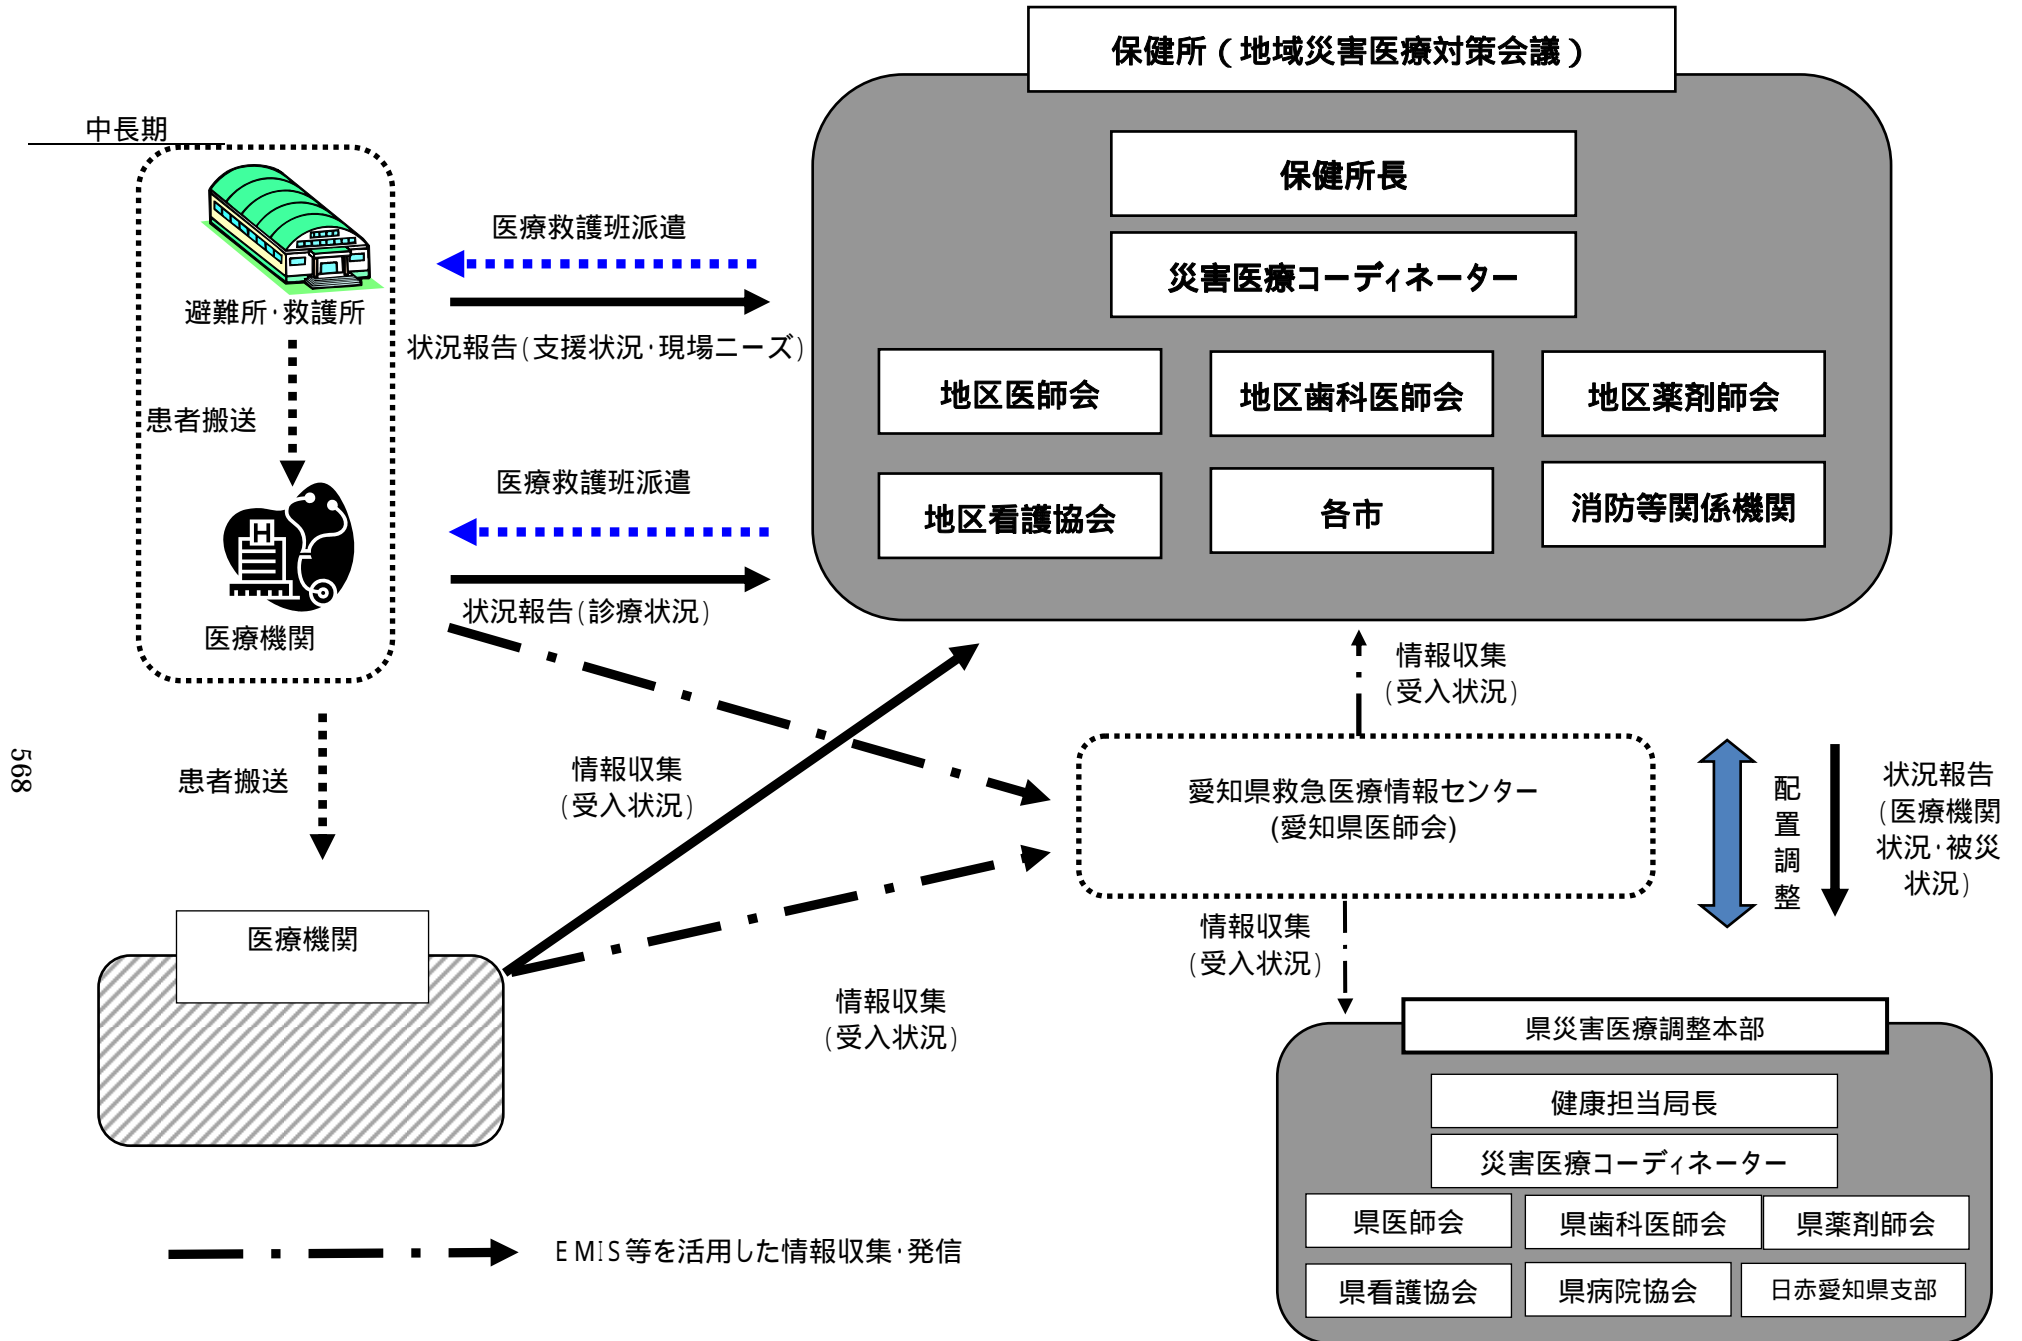 保健所（地域災害医療対策会議）
中長期
保健所長
医療救護班派遣
災害医療コーディネーター
避難所・救護所
状況報告(支援状況・現場ニーズ)
地区医師会
地区歯科医師会
地区薬剤師会
患者搬送
医療救護班派遣
地区看護協会
各市
消防等関係機関
状況報告(診療状況)
医療機関
情報収集
(受入状況)
568
患者搬送
情報収集
(受入状況)
愛知県救急医療情報センター
(愛知県医師会)
配
置
調
整
状況報告
(医療機関
状況・被災
状況)
情報収集
(受入状況)
医療機関
情報収集
(受入状況)
県災害医療調整本部
健康担当局長
災害医療コーディネーター
県医師会
県歯科医師会
県薬剤師会
EMIS等を活用した情報収集・発信
県看護協会
県病院協会
日赤愛知県支部